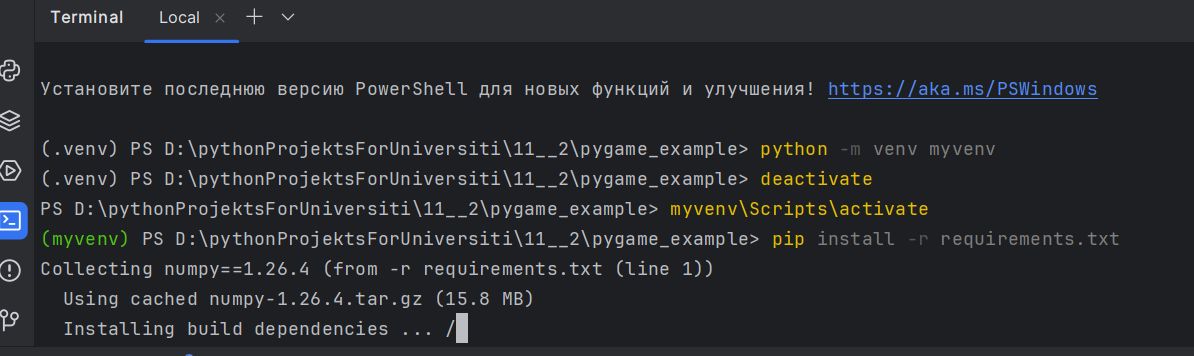 Terminal Local
Установите последнюю версию PowerShell для новых функций и улучшения! https://aka.ms/PSWindows
(.venv) PS D:\pythonProjektsForUniversiti\11__2\pygame_example> python -m venv myvenv
(.venv) PS D:\pythonProjektsForUniversiti\11__2\pygame_example> deactivate
PS D:\pythonProjektsForUniversiti\11__2\pygame_example> myvenv\Scripts\activate
(myvenv) PS D:\pythonProjektsForUniversiti\11__2\pygame_example> pip install -r requirements.txt
Collecting numpy==1.26.4 (from -r requirements.txt (line 1))
  Using cached numpy-1.26.4.tar.gz (15.8 MB)
  Installing build dependencies ... /